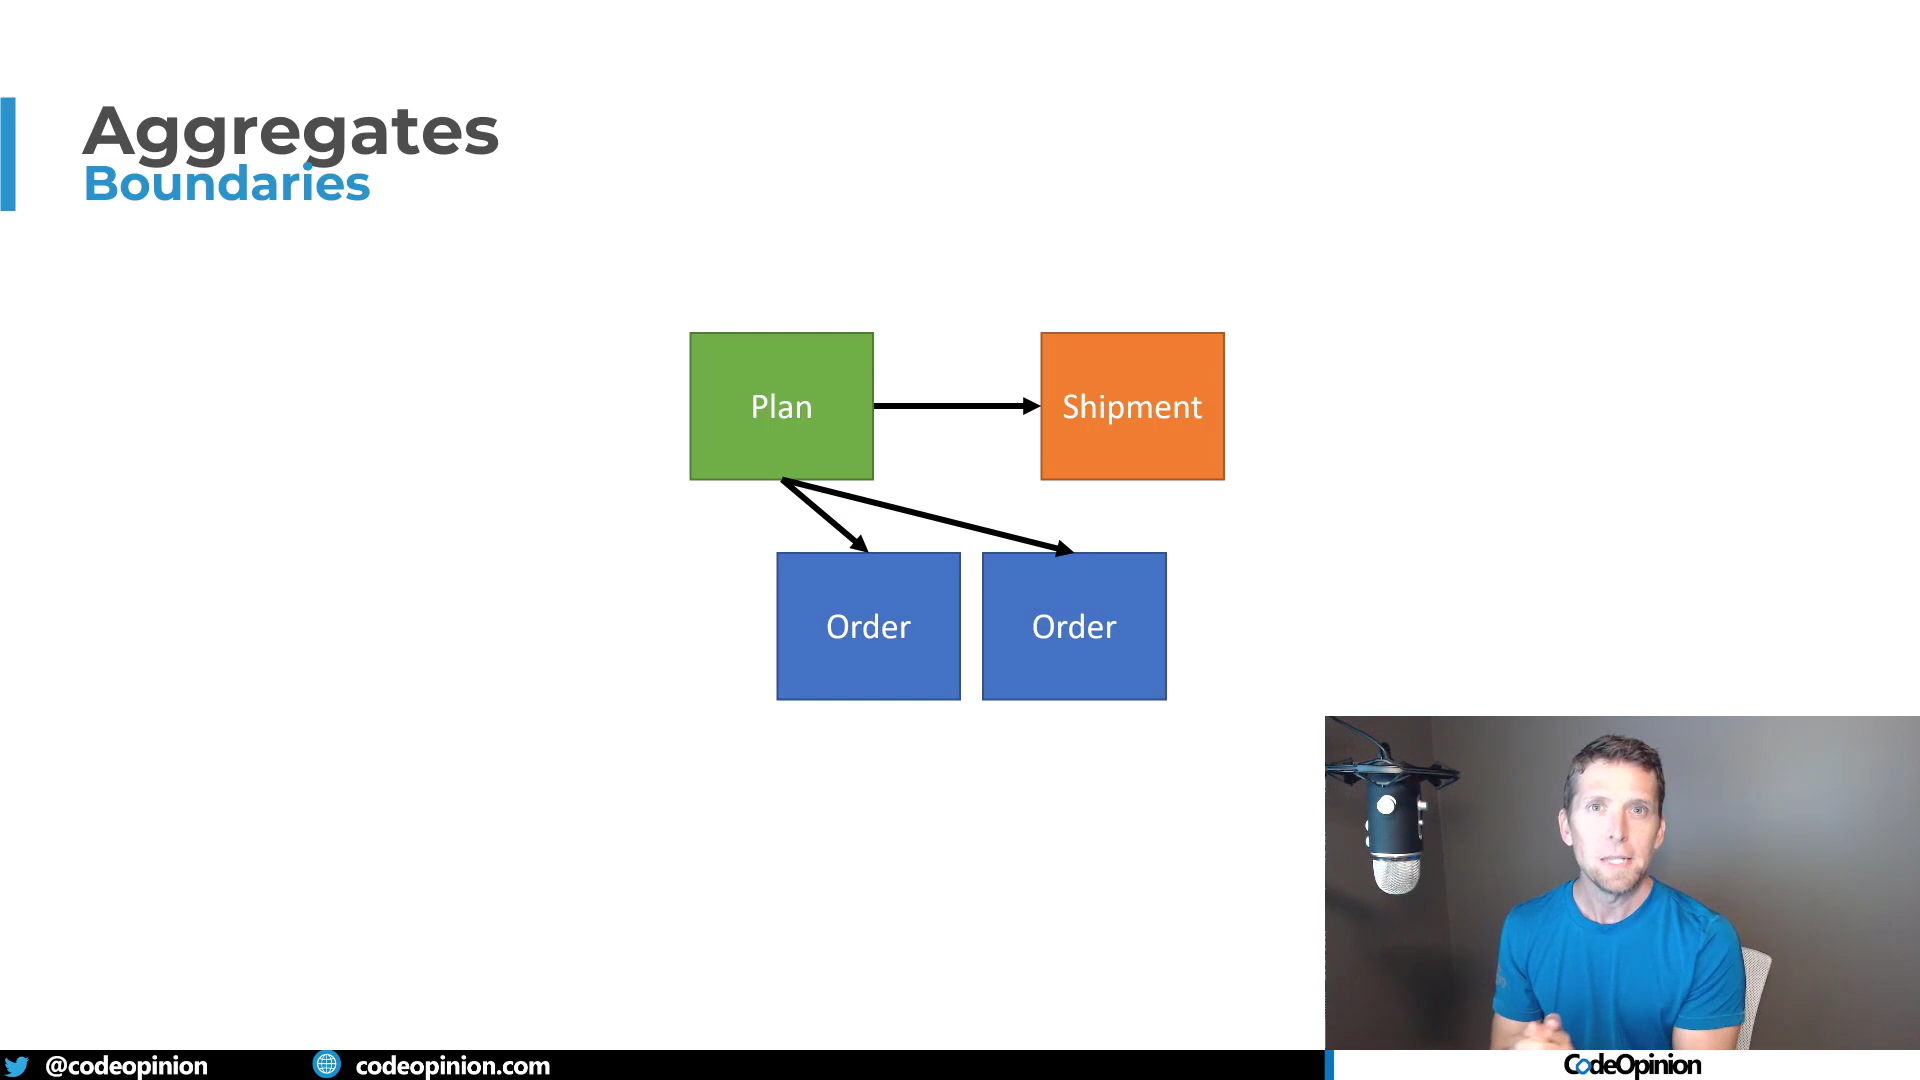 Aggregates
Boundaries
Plan
Shipment
Order
Order
@codeopinion
codeopinion.com
CodeOpinion